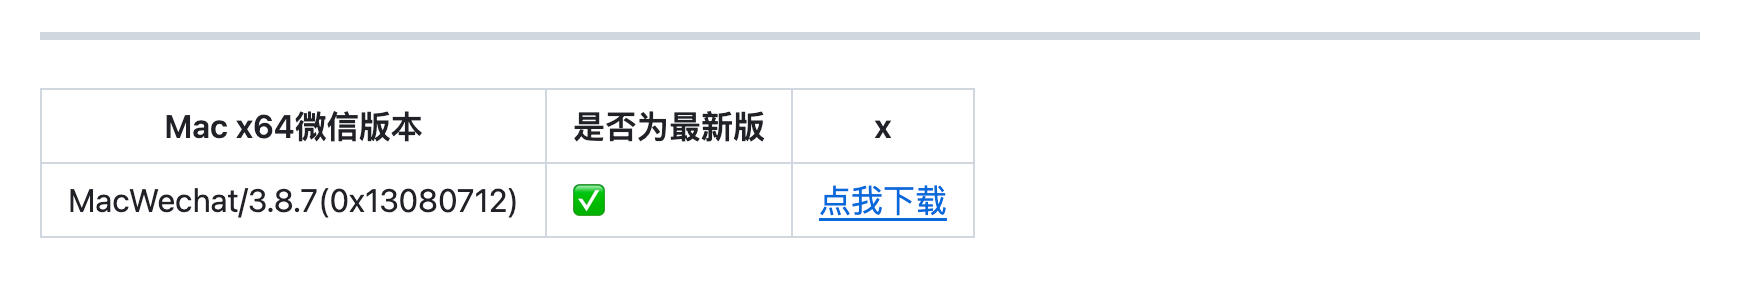 Mac x64微信版本 是否为最新版 x
MacWechat/3.8.7(0x13080712) ✅ 点我下载